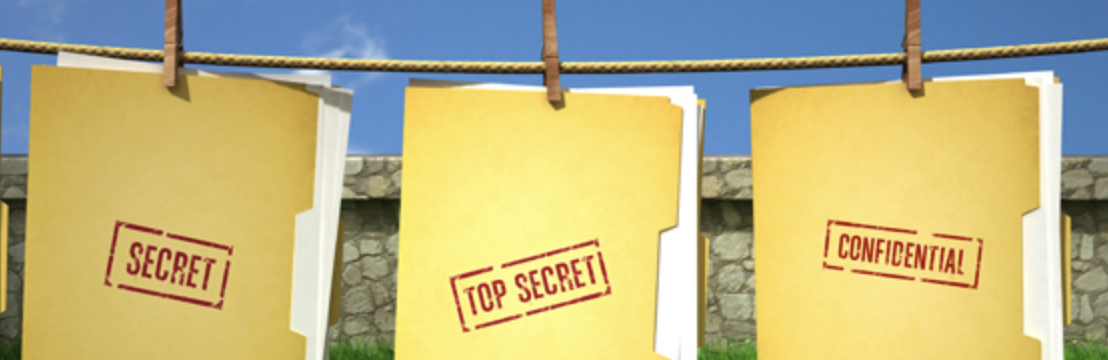 SECRET
TOP SECRET
CONFIDENTIAL